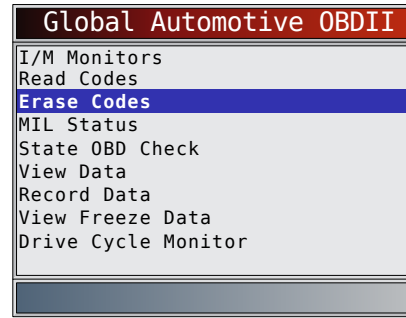 Global Automotive OBDII
I/M Monitors
Read Codes
Erase Codes
MIL Status
State OBD Check
View Data
Record Data
View Freeze Data
Drive Cycle Monitor